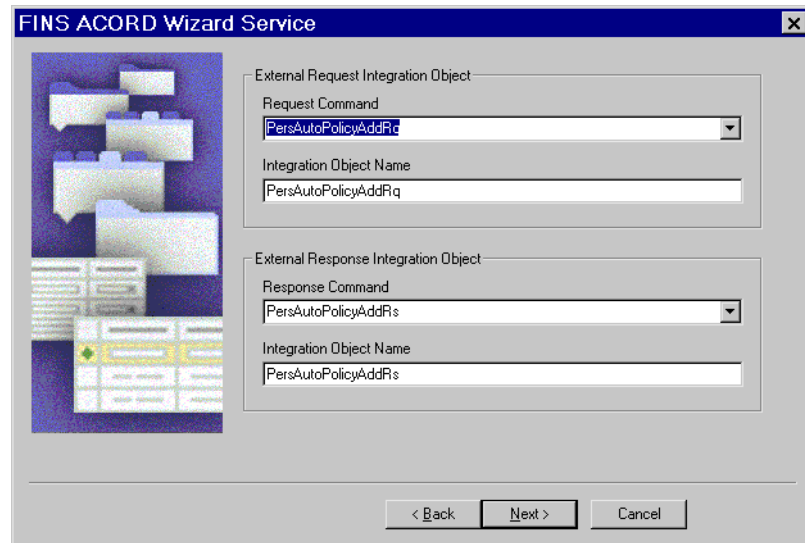 FINS ACORD Wizard Service
External Request Integration Object
Request Command
PersAutoPolicyAddRq
Integration Object Name
PersAutoPolicyAddRq
External Response Integration Object
Response Command
PersAutoPolicyAddRs
Integration Object Name
PersAutoPolicyAddRs
< Back
Next >
Cancel